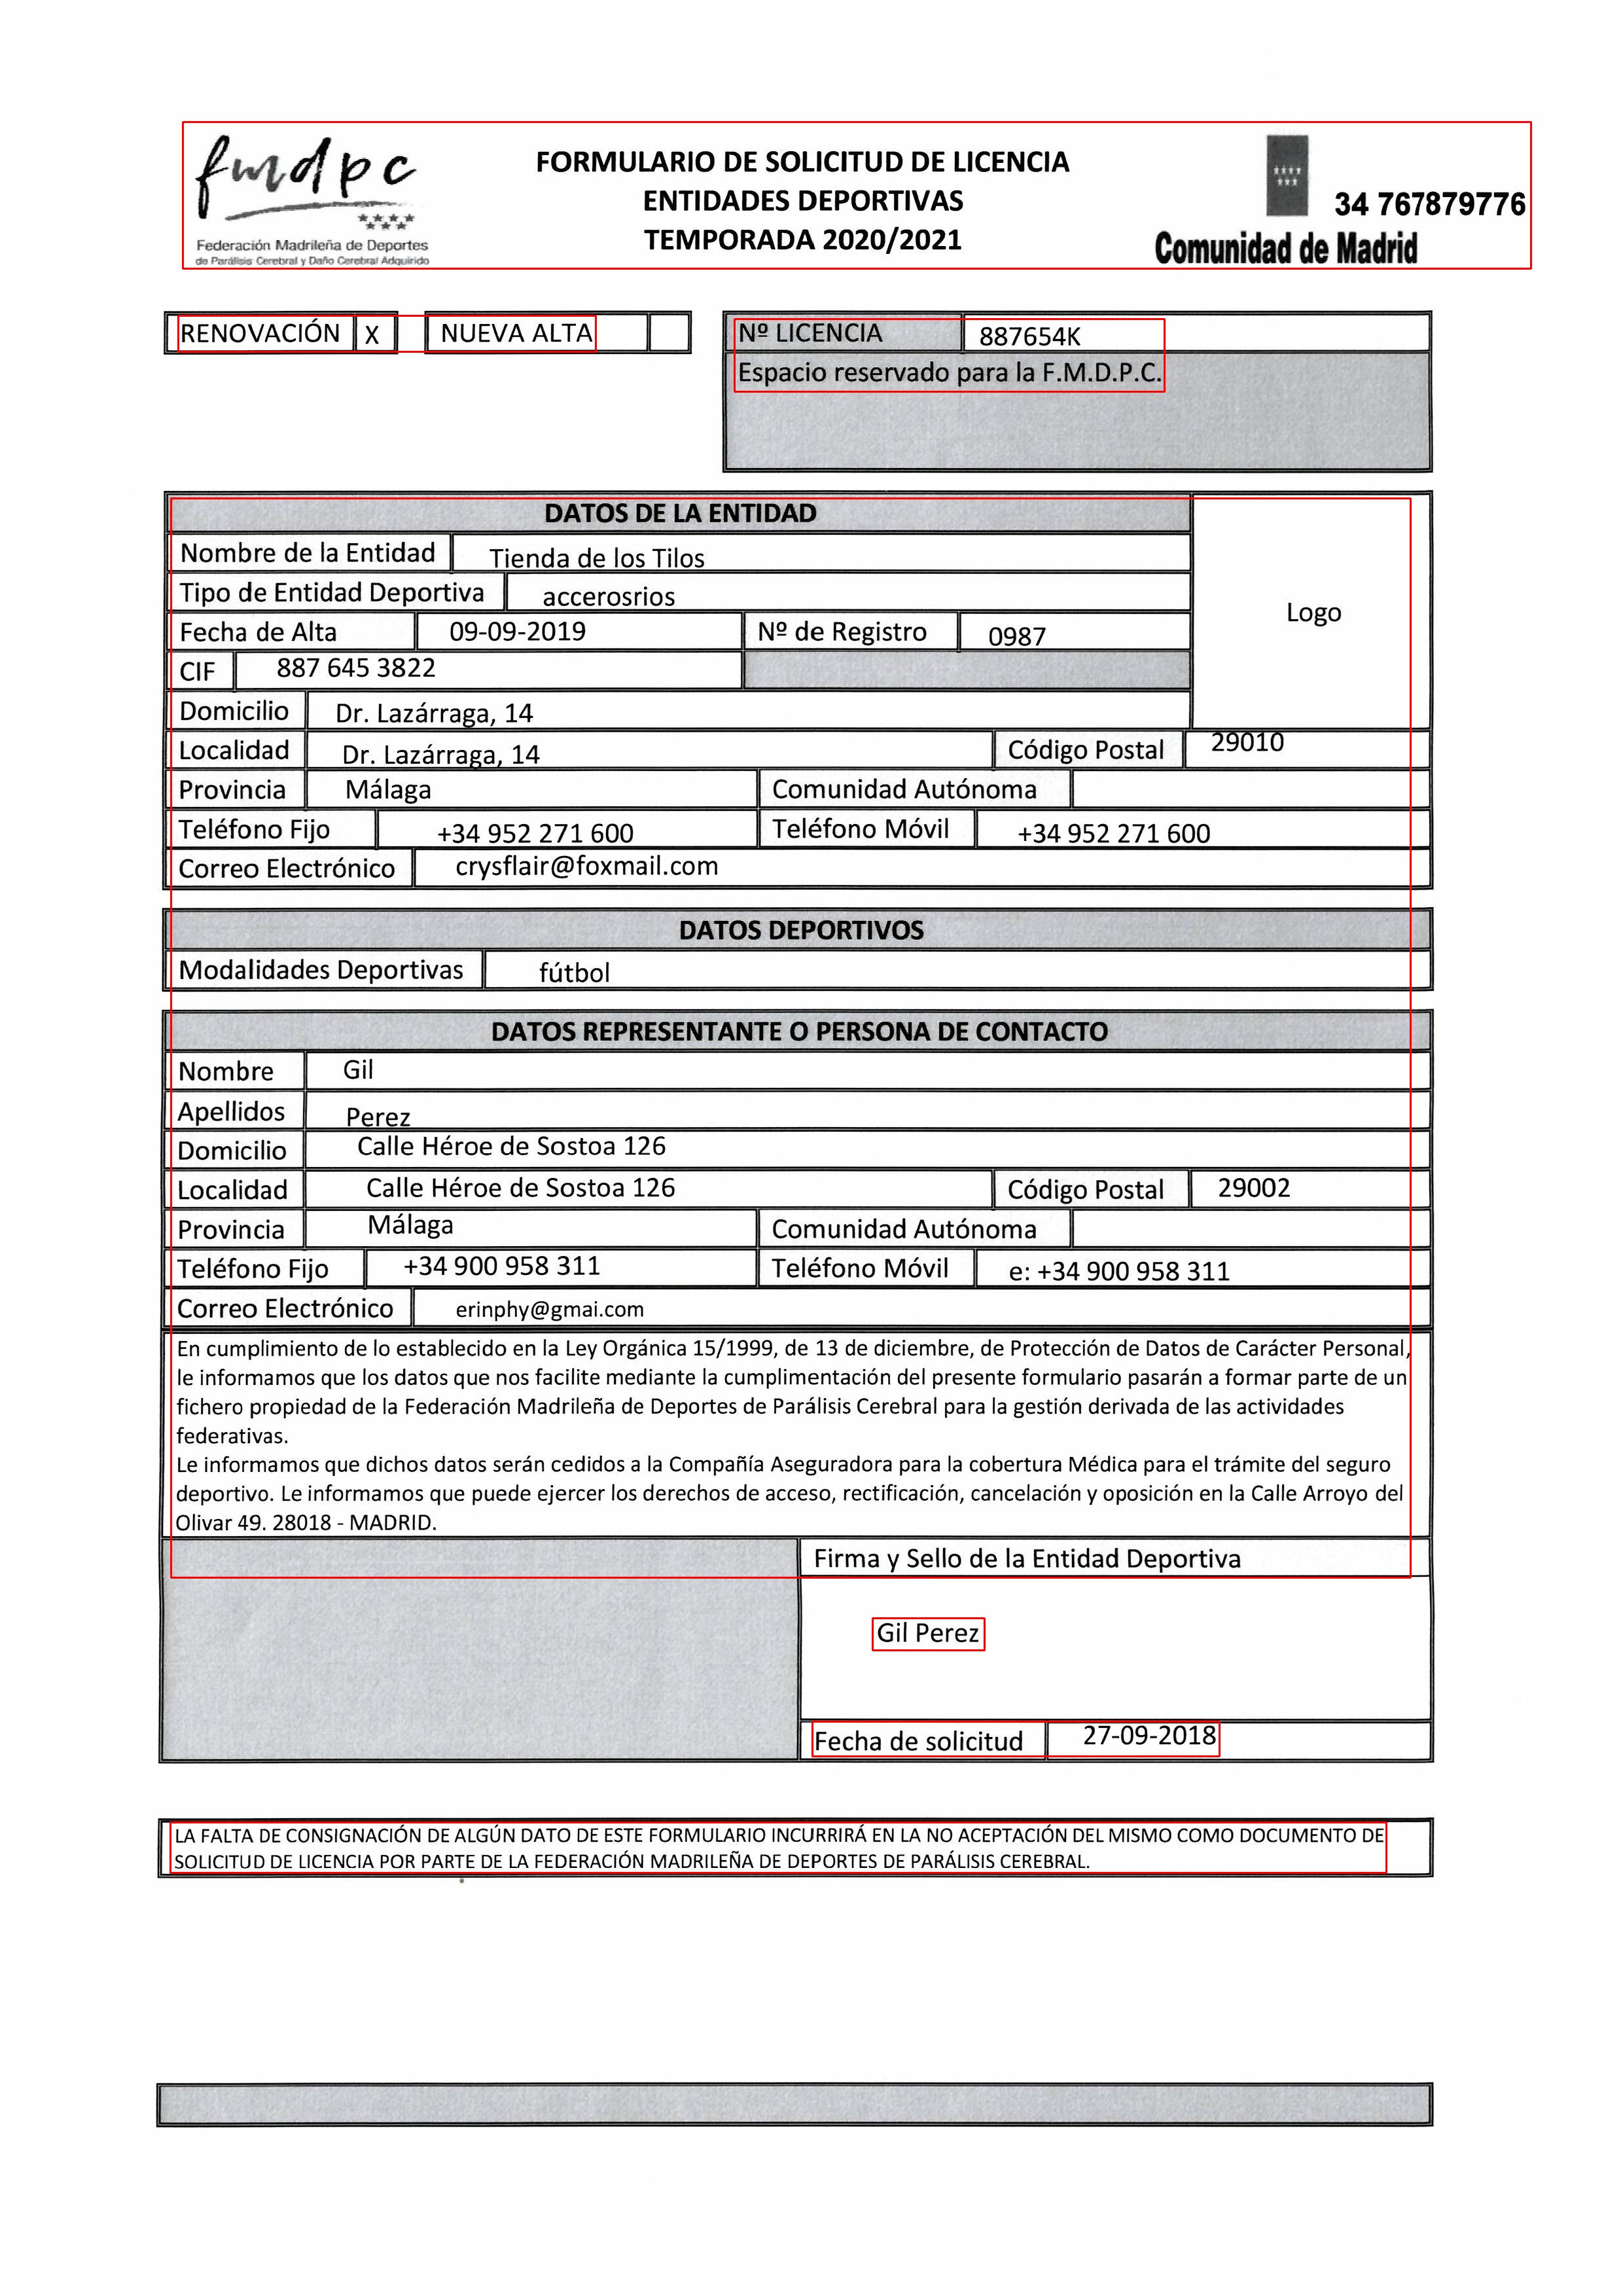 fmdpc
Federación Madrileña de Deportes
de Parálisis Cerebral y Daño Cerebral Adquirido
FORMULARIO DE SOLICITUD DE LICENCIA
ENTIDADES DEPORTIVAS
TEMPORADA 2020/2021
34 767879776
Comunidad de Madrid
RENOVACIÓN X NUEVA ALTA
Nº LICENCIA 887654K
Espacio reservado para la F.M.D.P.C.
DATOS DE LA ENTIDAD
Nombre de la Entidad Tienda de los Tilos
Tipo de Entidad Deportiva accerosrios
Logo
Fecha de Alta 09-09-2019 Nº de Registro 0987
CIF 887 645 3822
Domicilio Dr. Lazárraga, 14
Localidad Dr. Lazárraga, 14 Código Postal 29010
Provincia Málaga Comunidad Autónoma
Teléfono Fijo +34 952 271 600 Teléfono Móvil +34 952 271 600
Correo Electrónico crysflair@foxmail.com
DATOS DEPORTIVOS
Modalidades Deportivas fútbol
DATOS REPRESENTANTE O PERSONA DE CONTACTO
Nombre Gil
Apellidos Perez
Domicilio Calle Héroe de Sostoa 126
Localidad Calle Héroe de Sostoa 126 Código Postal 29002
Provincia Málaga Comunidad Autónoma
Teléfono Fijo +34 900 958 311 Teléfono Móvil e: +34 900 958 311
Correo Electrónico erinphy@gmai.com
En cumplimiento de lo establecido en la Ley Orgánica 15/1999, de 13 de diciembre, de Protección de Datos de Carácter Personal,
le informamos que los datos que nos facilite mediante la cumplimentación del presente formulario pasarán a formar parte de un
fichero propiedad de la Federación Madrileña de Deportes de Parálisis Cerebral para la gestión derivada de las actividades
federativas.
Le informamos que dichos datos serán cedidos a la Compañía Aseguradora para la cobertura Médica para el trámite del seguro
deportivo. Le informamos que puede ejercer los derechos de acceso, rectificación, cancelación y oposición en la Calle Arroyo del
Olivar 49. 28018 - MADRID.
Firma y Sello de la Entidad Deportiva
Gil Perez
Fecha de solicitud 27-09-2018
LA FALTA DE CONSIGNACIÓN DE ALGÚN DATO DE ESTE FORMULARIO INCURRIRÁ EN LA NO ACEPTACIÓN DEL MISMO COMO DOCUMENTO DE
SOLICITUD DE LICENCIA POR PARTE DE LA FEDERACIÓN MADRILEÑA DE DEPORTES DE PARÁLISIS CEREBRAL.